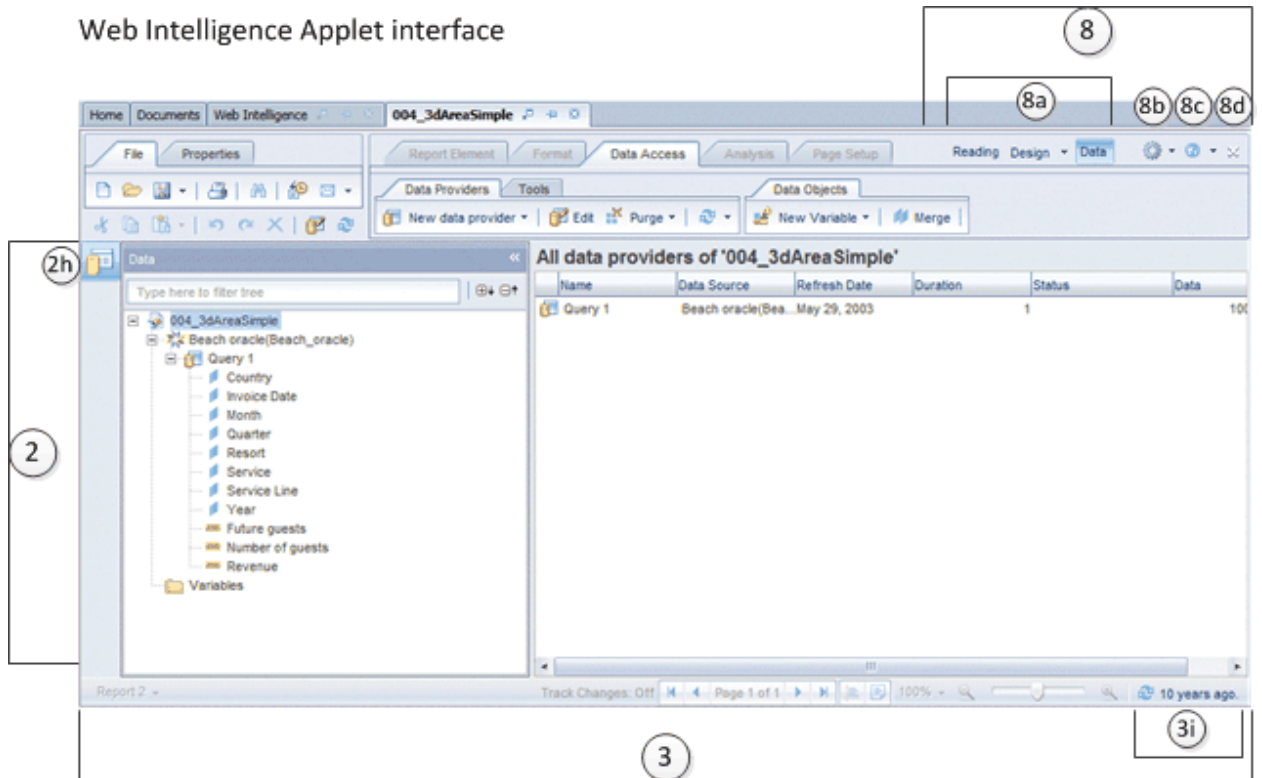 Web Intelligence Applet interface
8
8a
8b 8c 8d
Home Documents Web Intelligence 004_3dAreaSimple
File Properties
Report Element Format Data Access Analysis Page Setup
Reading Design Data
Data Providers Tools
Data Objects
New data provider Edit Purge
New Variable Merge
2h
Data
Type here to filter tree
004_3dAreaSimple
Beach oracle(Beach_oracle)
Query 1
Country
Invoice Date
Month
Quarter
Resort
Service
Service Line
Year
Future guests
Number of guests
Revenue
Variables
2
All data providers of '004_3dAreaSimple'
Name Data Source Refresh Date Duration Status Data
Query 1 Beach oracle(Bea...May 29, 2003 1 100
Report 2
Track Changes: Off Page 1 of 1 100% 10 years ago.
3i
3